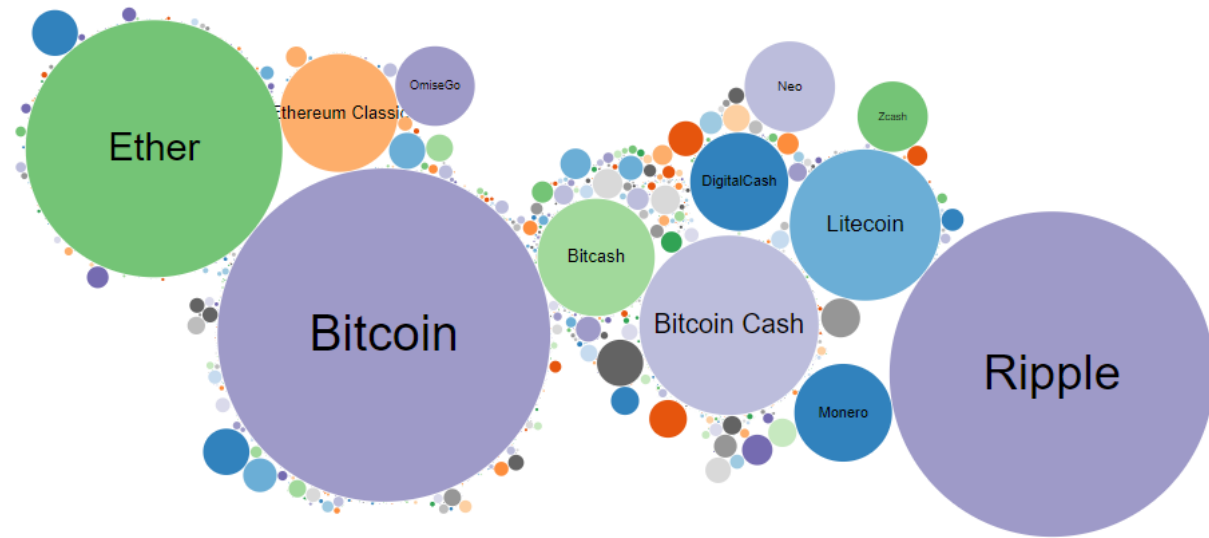 OmiseGo
Neo
Ethereum Classic
Zcash
Ether
DigitalCash
Litecoin
Bitcash
Bitcoin Cash
Bitcoin
Ripple
Monero